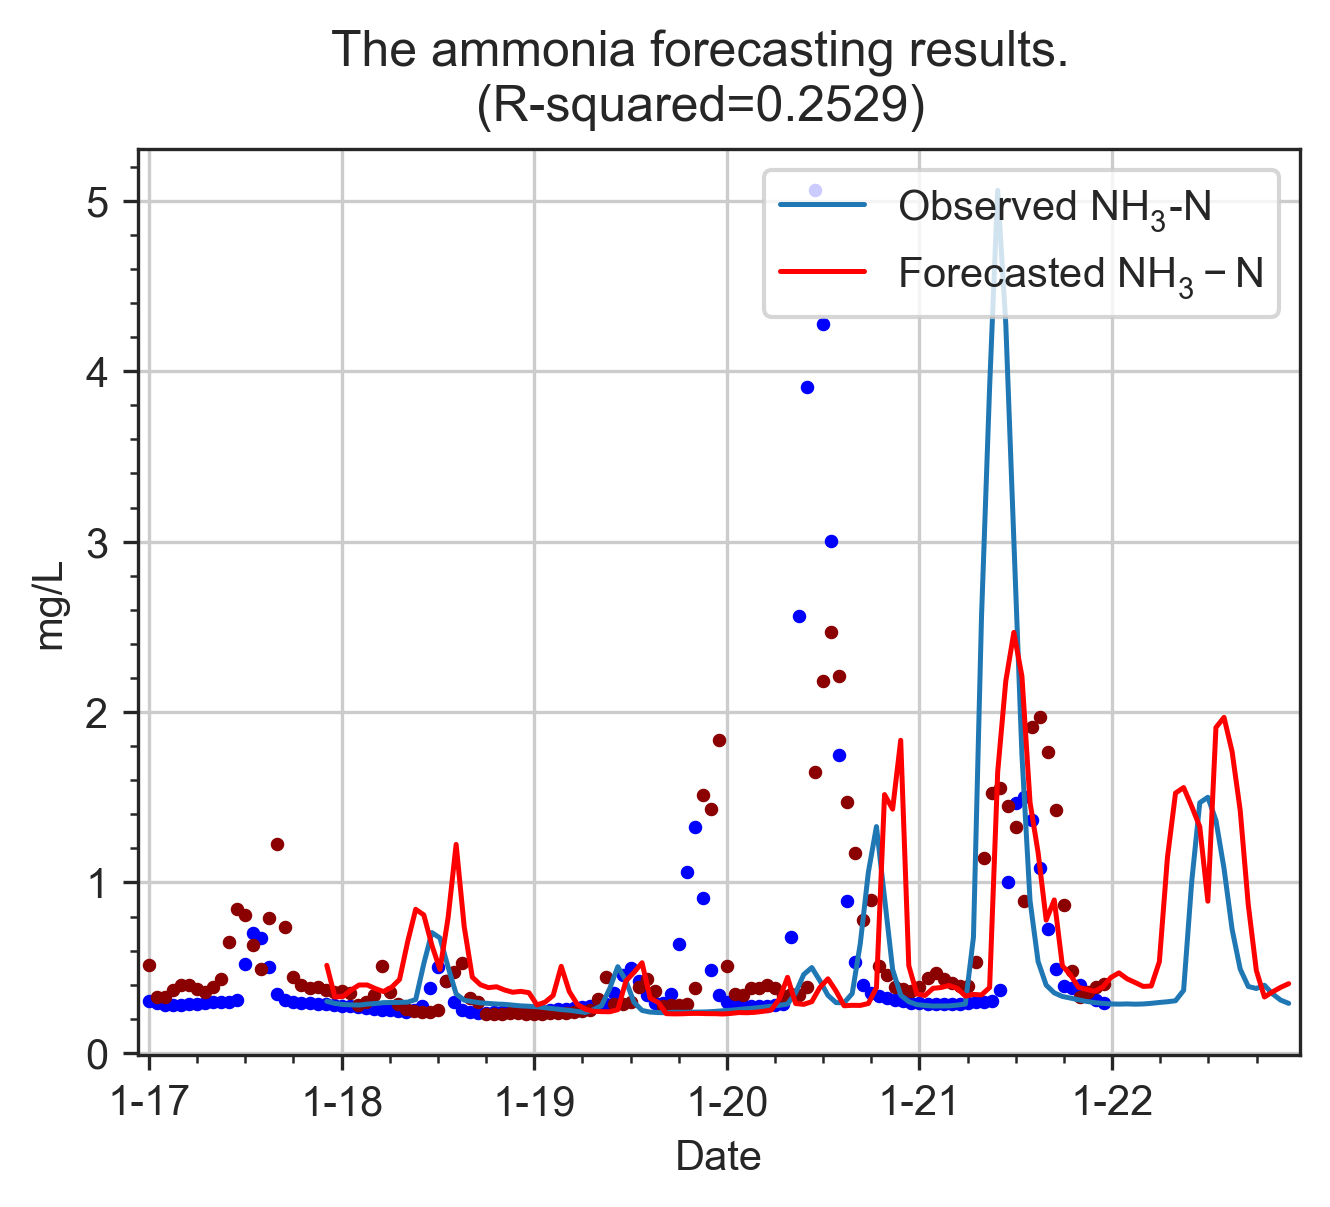 The ammonia forecasting results.
(R-squared=0.2529)
Observed NH₃-N
Forecasted NH₃ − N
5
4
3
2
1
0
mg/L
1-17 1-18 1-19 1-20 1-21 1-22
Date